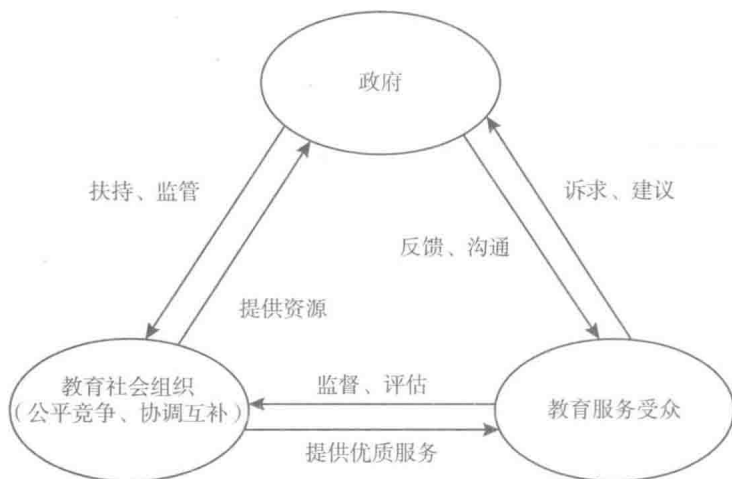 政府
扶持、监管
诉求、建议
反馈、沟通
提供资源
教育社会组织
（公平竞争、协调互补）
监督、评估
教育服务受众
提供优质服务